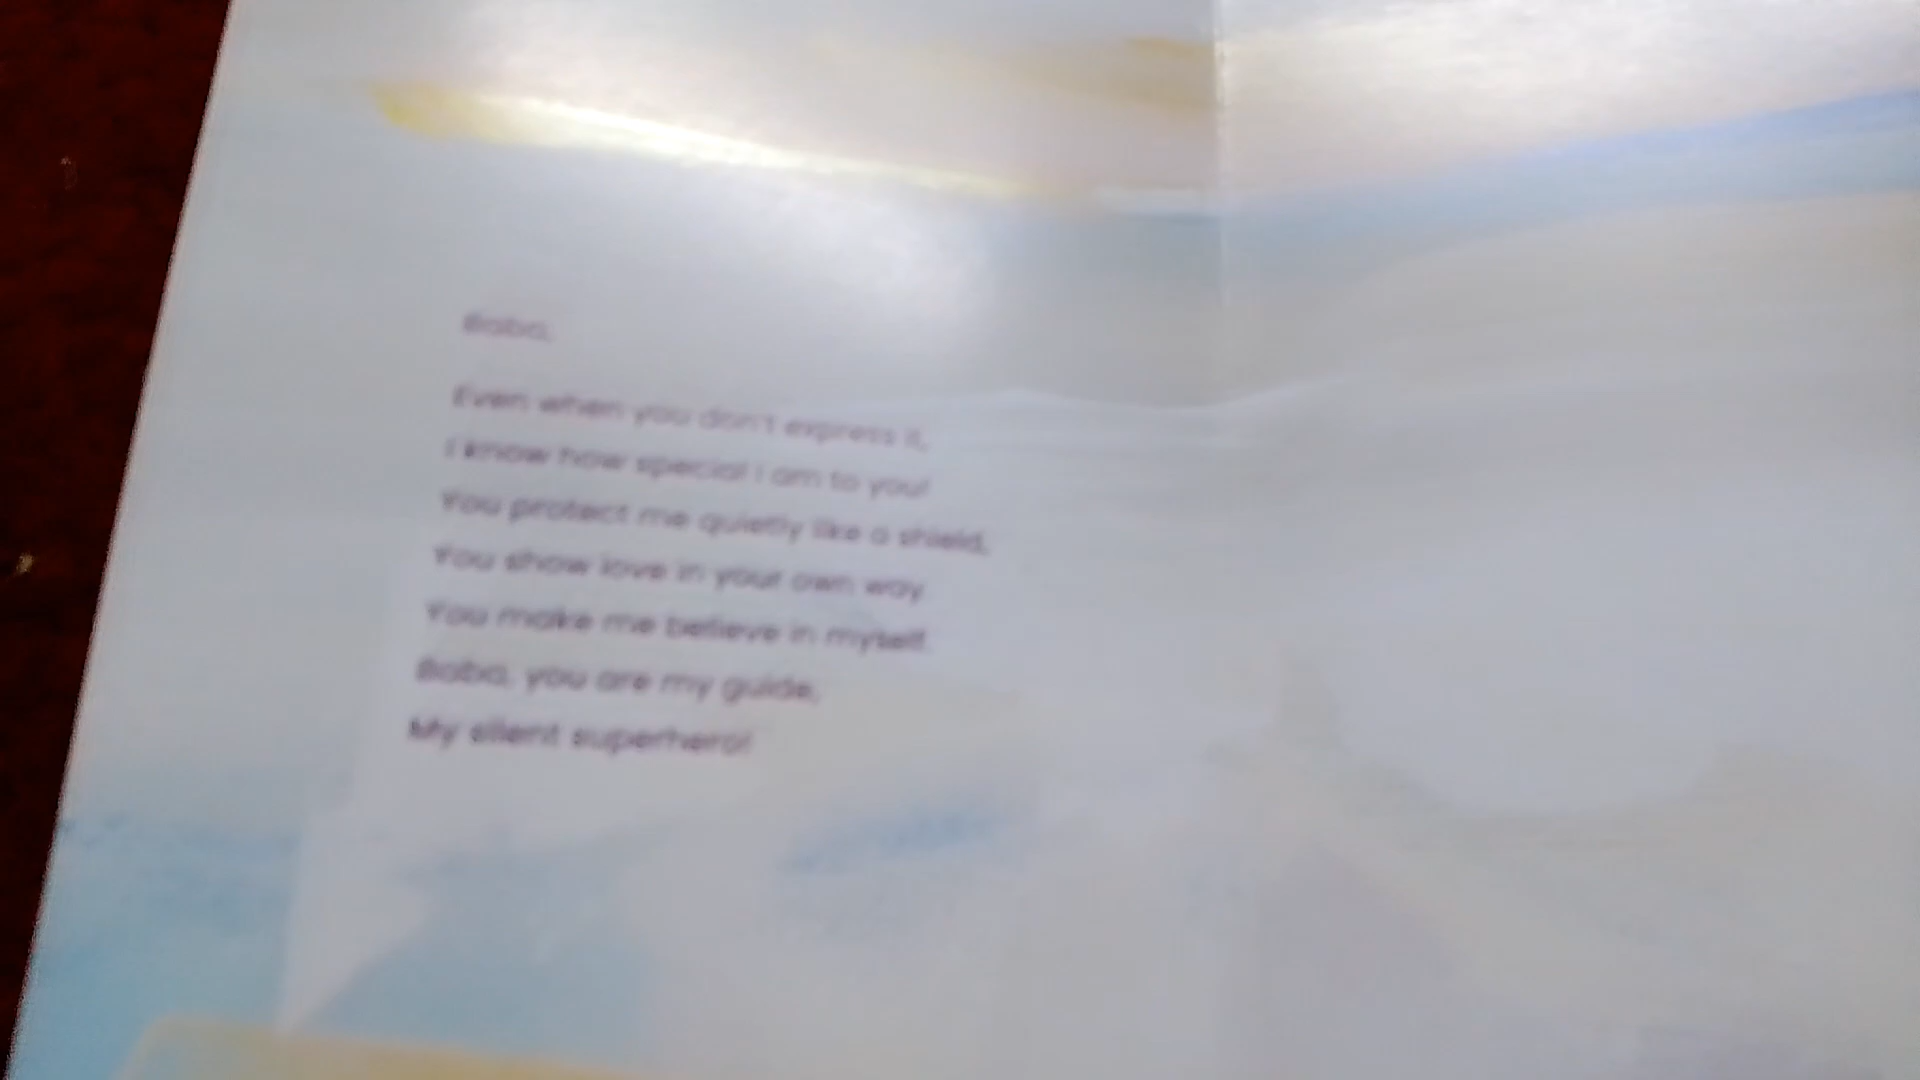 Baba,
Even when you don't express it,
I know how special I am to you!
You protect me quietly like a shield,
You show love in your own way
You make me believe in myself.
Baba, you are my guide,
My silent superhero!